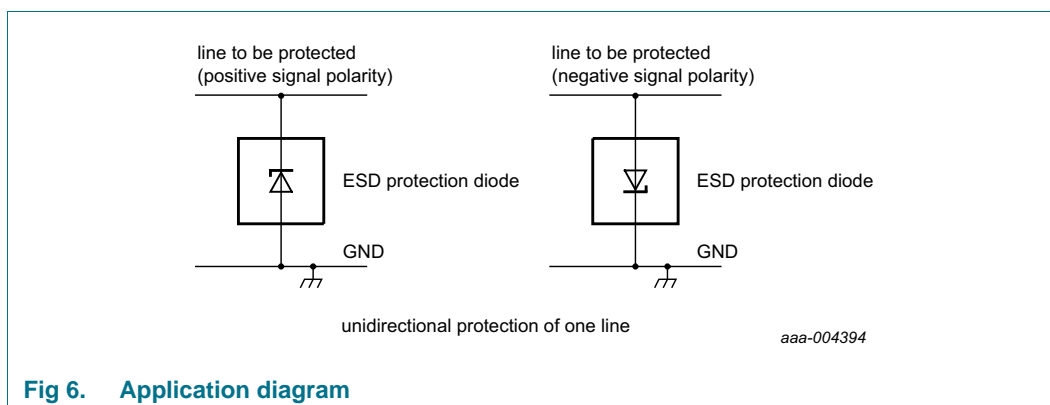 line to be protected
(positive signal polarity)
ESD protection diode
GND
line to be protected
(negative signal polarity)
ESD protection diode
GND
unidirectional protection of one line
aaa-004394
Fig 6. Application diagram